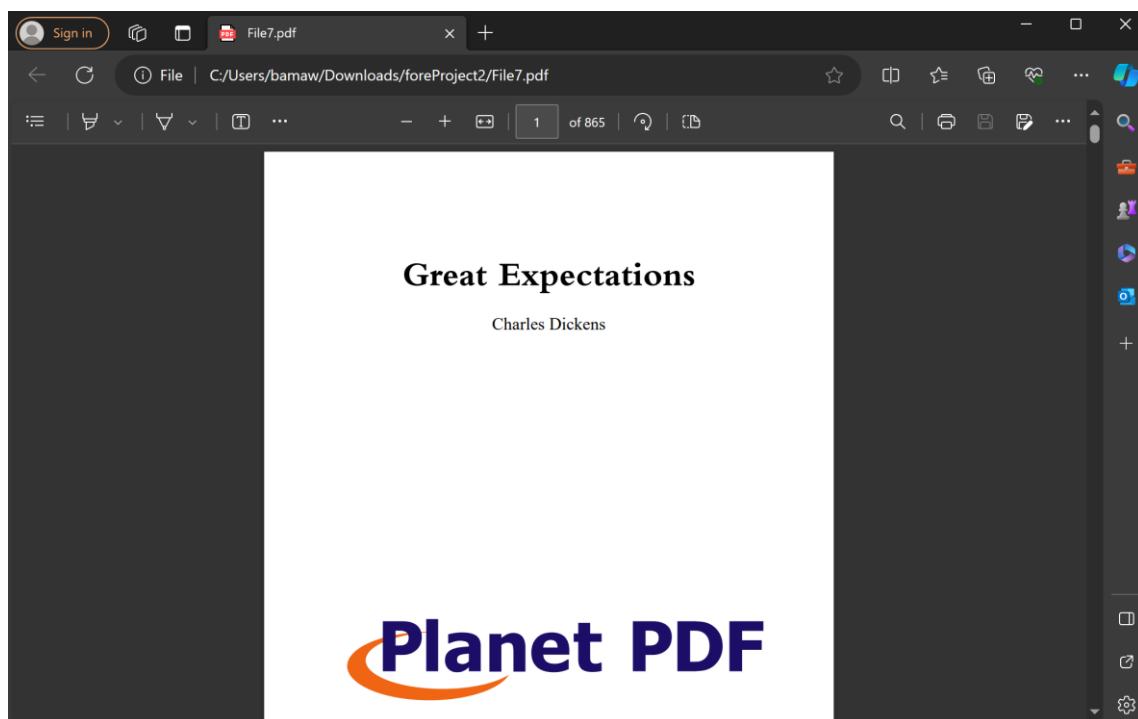 Sign in
File7.pdf
File | C:/Users/bamaw/Downloads/foreProject2/File7.pdf
1 of 865
Great Expectations
Charles Dickens
Planet PDF